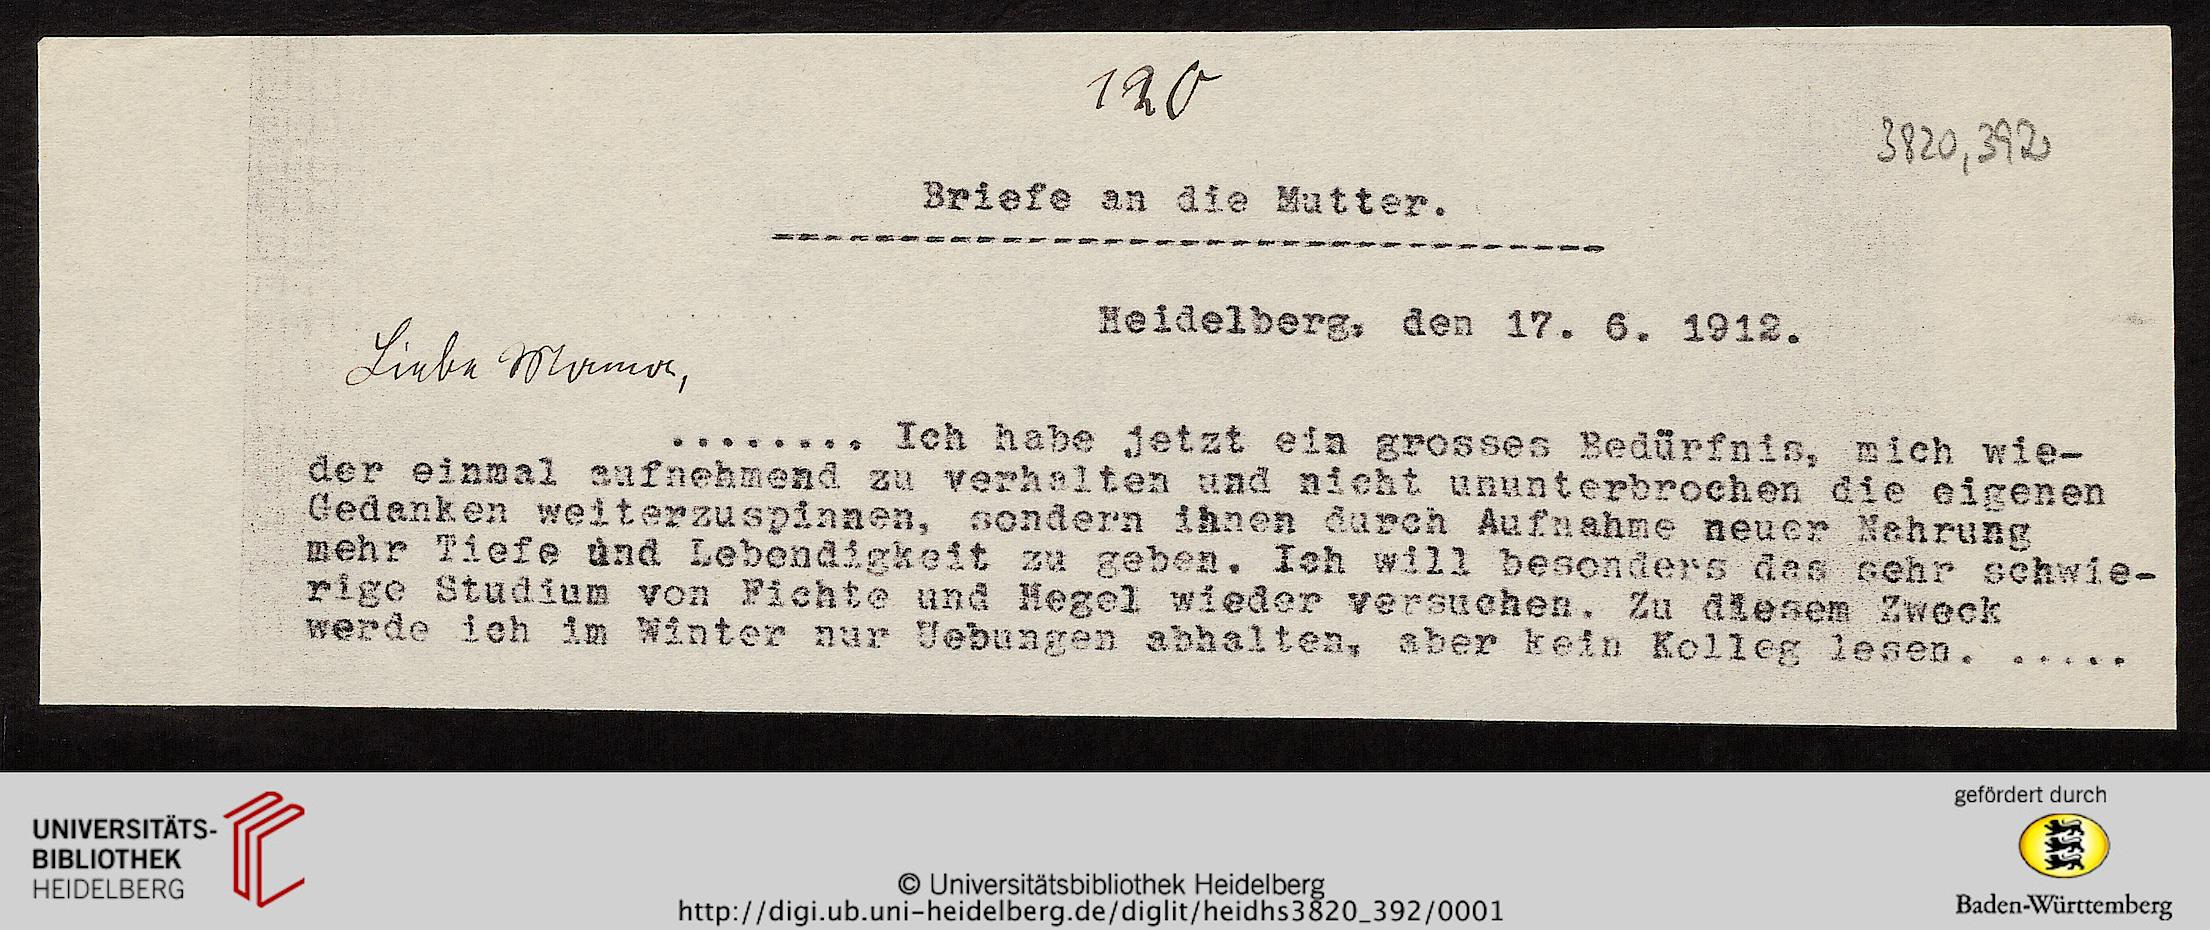 120
3820,392
Briefe an die Mutter.
Heidelberg, den 17. 6. 1912.
Liebe Mama,
........ Ich habe jetzt ein grosses Bedürfnis, mich wie-
der einmal aufnehmend zu verhalten und nicht ununterbrochen die eigenen
Gedanken weiterzuspinnen, sondern ihnen durch Aufnahme neuer Nahrung
mehr Tiefe und Lebendigkeit zu geben. Ich will besonders das sehr schwie-
rige Studium von Fichte und Hegel wieder versuchen. Zu diesem Zweck
werde ich im Winter nur Uebungen abhalten, aber kein Kolleg lesen. .....
UNIVERSITÄTS-
BIBLIOTHEK
HEIDELBERG
© Universitätsbibliothek Heidelberg
http://digi.ub.uni-heidelberg.de/diglit/heidhs3820_392/0001
gefördert durch
Baden-Württemberg